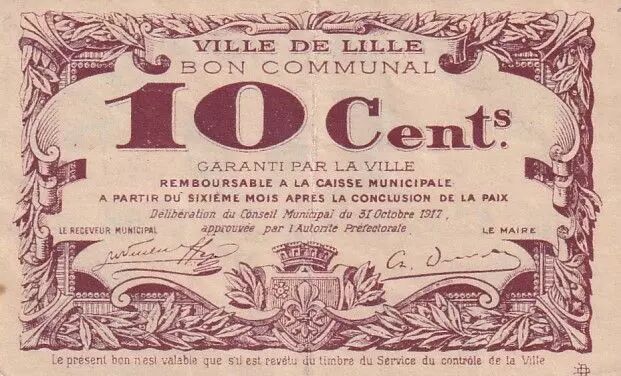 VILLE DE LILLE
BON COMMUNAL
10 Cent.s
GARANTI PAR LA VILLE
REMBOURSABLE A LA CAISSE MUNICIPALE
A PARTIR DU SIXIÈME MOIS APRÈS LA CONCLUSION DE LA PAIX
Délibération du Conseil Municipal du 31 Octobre 1917,
approuvée par l'Autorité Préfectorale.
LE RECEVEUR MUNICIPAL
LE MAIRE
Le présent bon n'est valable que s'il est revêtu du timbre du Service du contrôle de la Ville